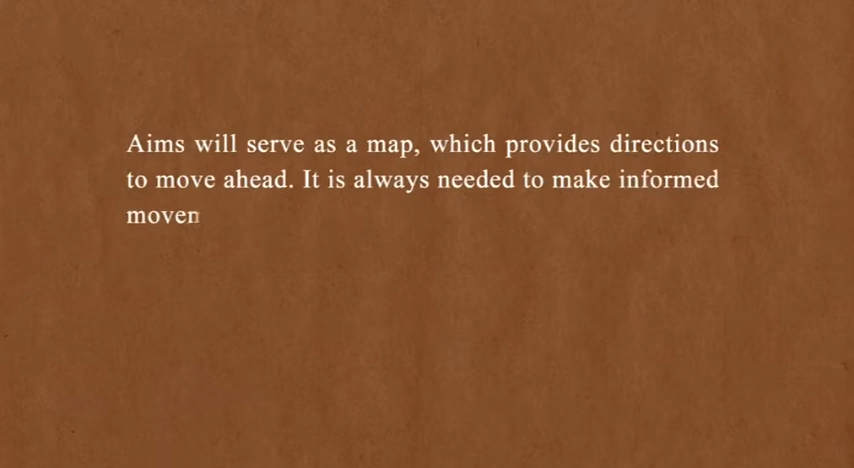 Aims will serve as a map, which provides directions
to move ahead. It is always needed to make informed